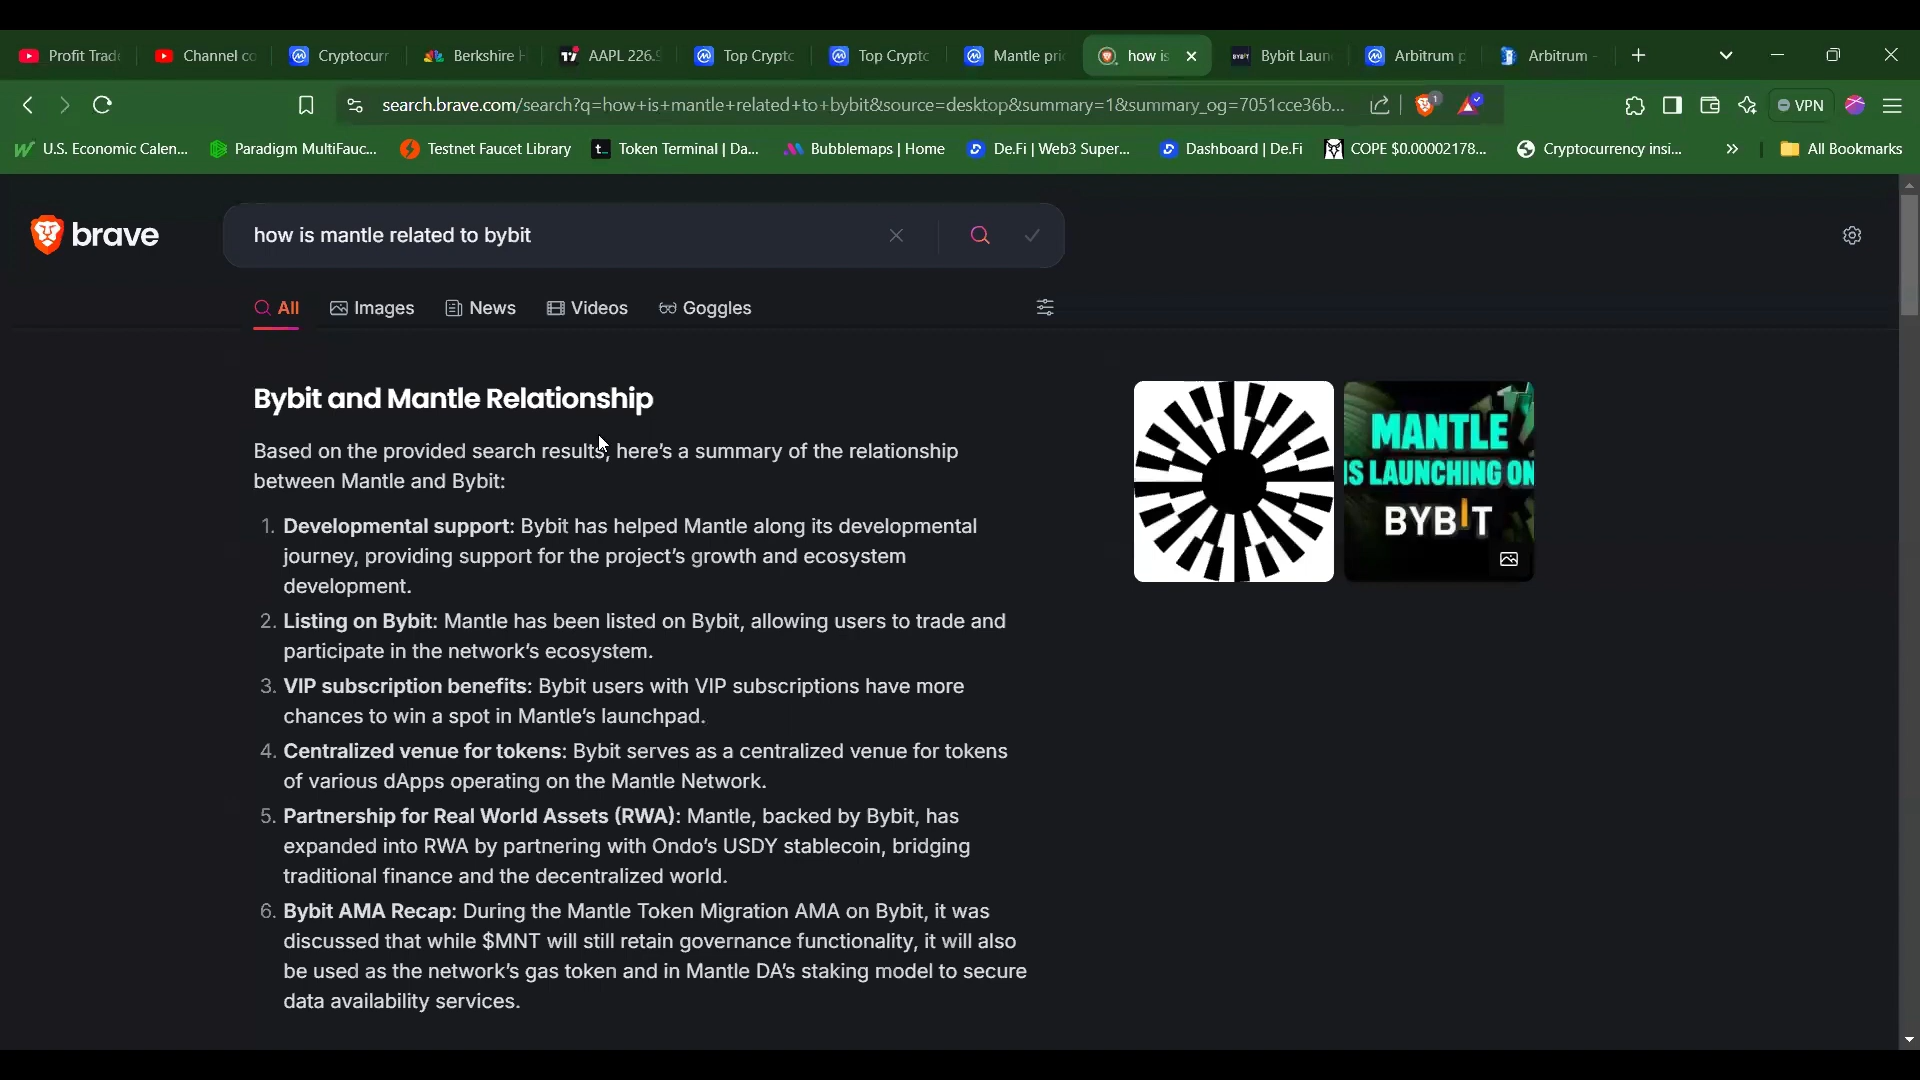 Profit Trad
Channel co
Cryptocurr
Berkshire H
AAPL 226.9
Top Crypto
Top Crypto
Mantle pri
how is
Bybit Laun
Arbitrum p
Arbitrum -
search.brave.com/search?q=how+is+mantle+related+to+bybit&source=desktop&summary=1&summary_og=7051cce36b...
1
VPN
U.S. Economic Calen...
Paradigm MultiFauc...
Testnet Faucet Library
Token Terminal | Da...
Bubblemaps | Home
De.Fi | Web3 Super...
Dashboard | De.Fi
COPE $0.00002178...
Cryptocurrency insi...
»
All Bookmarks
brave
how is mantle related to bybit
All
Images
News
Videos
Goggles
Bybit and Mantle Relationship
Based on the provided search results, here's a summary of the relationship
between Mantle and Bybit:
1. Developmental support: Bybit has helped Mantle along its developmental
journey, providing support for the project's growth and ecosystem
development.
2. Listing on Bybit: Mantle has been listed on Bybit, allowing users to trade and
participate in the network's ecosystem.
3. VIP subscription benefits: Bybit users with VIP subscriptions have more
chances to win a spot in Mantle's launchpad.
4. Centralized venue for tokens: Bybit serves as a centralized venue for tokens
of various dApps operating on the Mantle Network.
5. Partnership for Real World Assets (RWA): Mantle, backed by Bybit, has
expanded into RWA by partnering with Ondo's USDY stablecoin, bridging
traditional finance and the decentralized world.
6. Bybit AMA Recap: During the Mantle Token Migration AMA on Bybit, it was
discussed that while $MNT will still retain governance functionality, it will also
be used as the network's gas token and in Mantle DA's staking model to secure
data availability services.
MANTLE
IS LAUNCHING ON
BYBIT